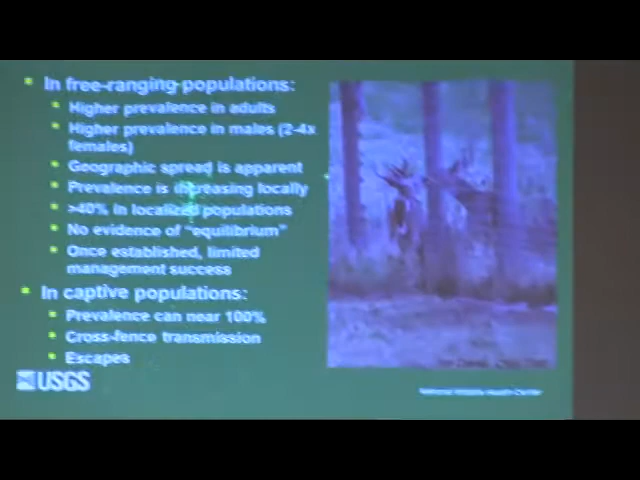 In free-ranging populations:
Higher prevalence in adults
Higher prevalence in males (2-4x
females)
Geographic spread is apparent
Prevalence is increasing locally
>40% in localized populations
No evidence of "equilibrium"
Once established, limited
management success
In captive populations:
Prevalence can near 100%
Cross-fence transmission
Escapes
USGS
National Wildlife Health Center